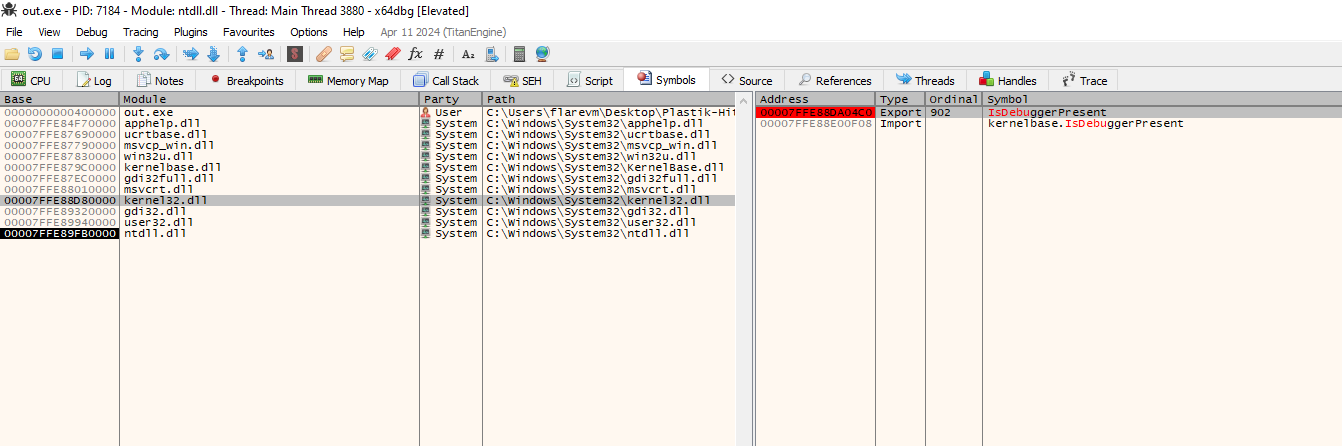 out.exe - PID: 7184 - Module: ntdll.dll - Thread: Main Thread 3880 - x64dbg [Elevated]
File View Debug Tracing Plugins Favourites Options Help Apr 11 2024 (TitanEngine)
CPU Log Notes Breakpoints Memory Map Call Stack SEH Script Symbols Source References Threads Handles Trace
Base Module Party Path Address Type Ordinal Symbol
0000000000400000 out.exe User C:\Users\flarevm\Desktop\Plastik-Hit 00007FFE88DA04C0 Export 902 IsDebuggerPresent
00007FFE84F70000 apphelp.dll System C:\Windows\System32\apphelp.dll 00007FFE88E00F08 Import kernelbase.IsDebuggerPresent
00007FFE87690000 ucrtbase.dll System C:\Windows\System32\ucrtbase.dll
00007FFE87790000 msvcp_win.dll System C:\Windows\System32\msvcp_win.dll
00007FFE87830000 win32u.dll System C:\Windows\System32\win32u.dll
00007FFE879C0000 kernelbase.dll System C:\Windows\System32\KernelBase.dll
00007FFE87EC0000 gdi32full.dll System C:\Windows\System32\gdi32full.dll
00007FFE88010000 msvcrt.dll System C:\Windows\System32\msvcrt.dll
00007FFE88D80000 kernel32.dll System C:\Windows\System32\kernel32.dll
00007FFE89320000 gdi32.dll System C:\Windows\System32\gdi32.dll
00007FFE89940000 user32.dll System C:\Windows\System32\user32.dll
00007FFE89FB0000 ntdll.dll System C:\Windows\System32\ntdll.dll